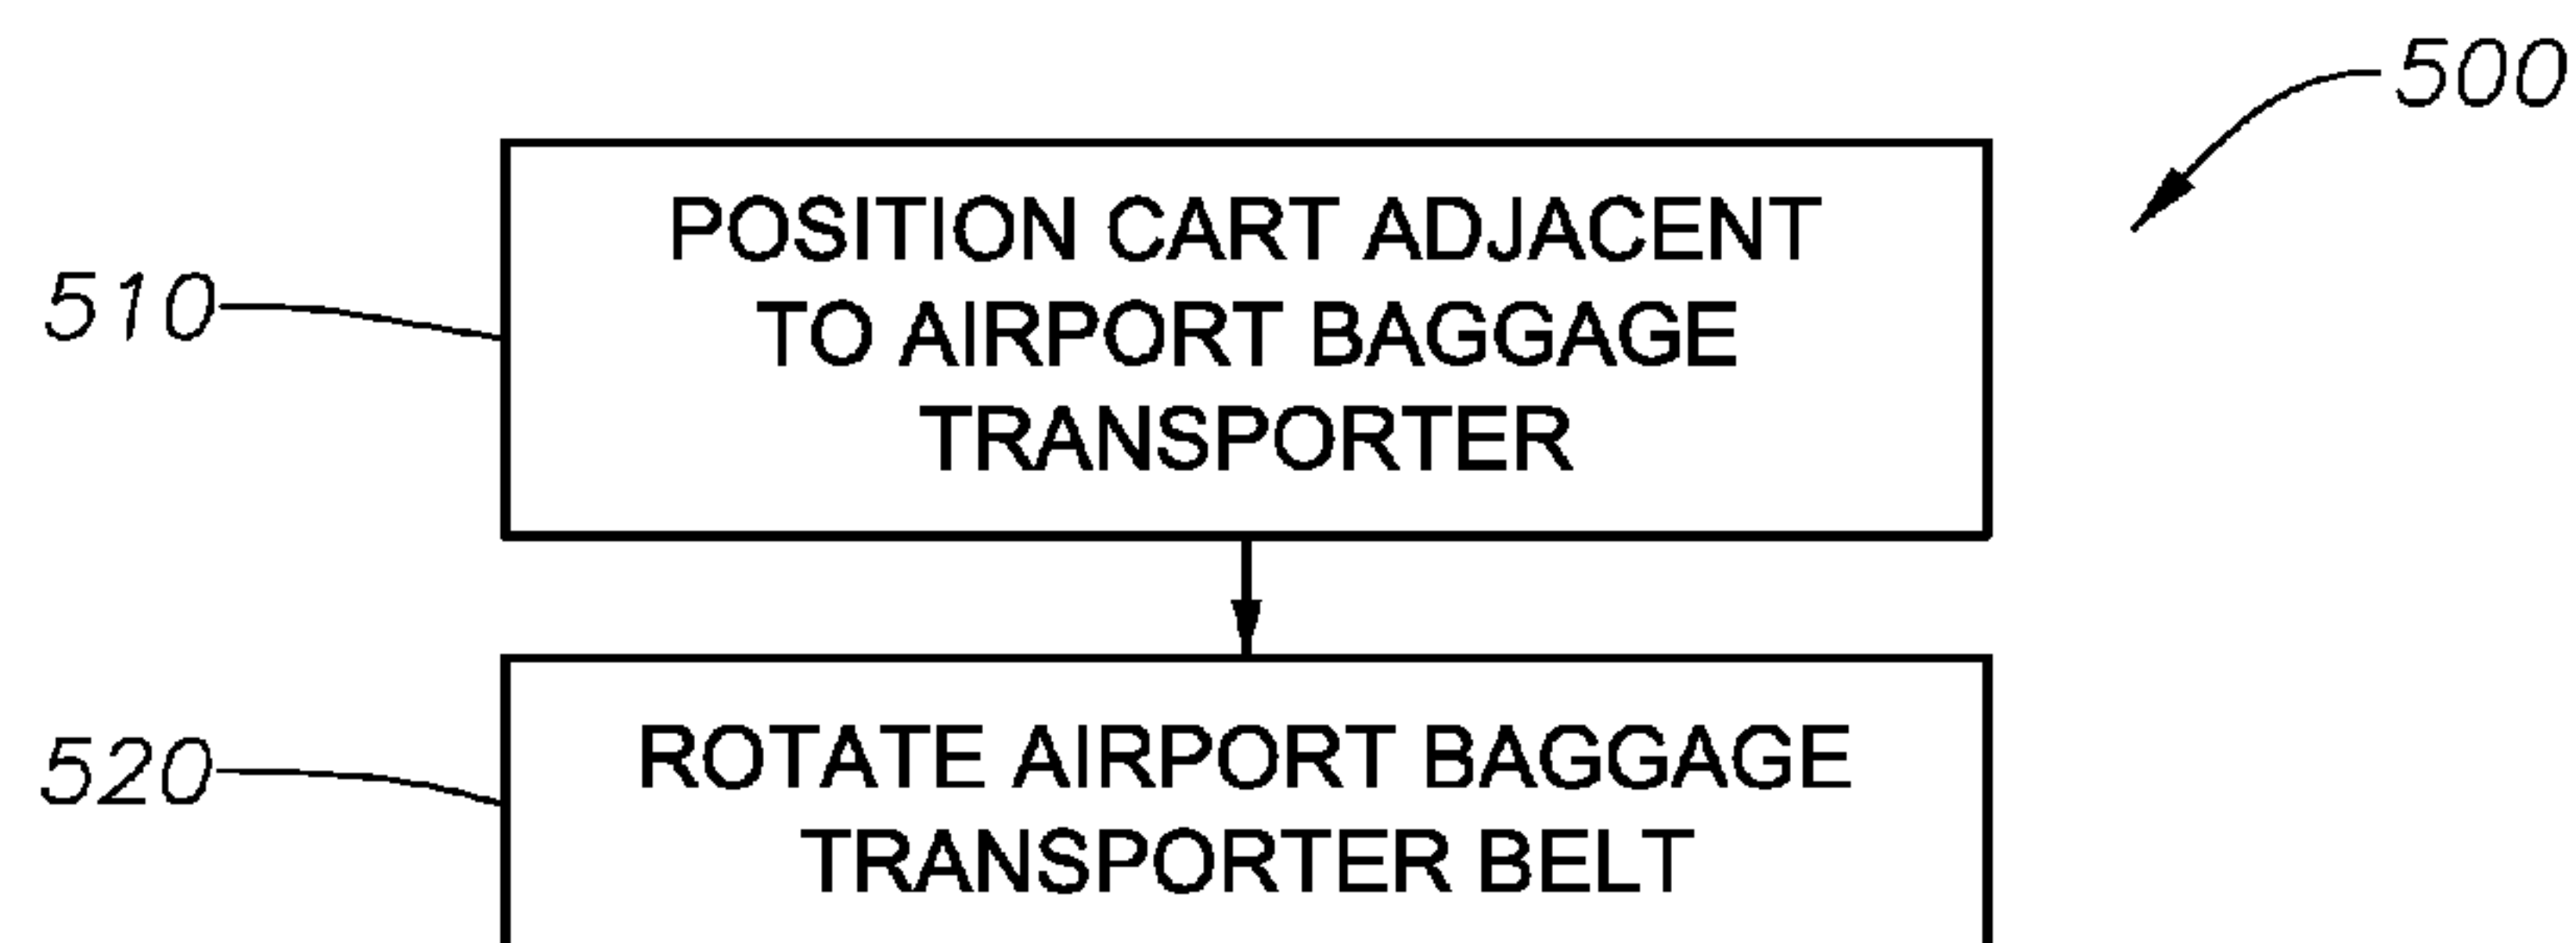 500
POSITION CART ADJACENT
TO AIRPORT BAGGAGE
TRANSPORTER
510
ROTATE AIRPORT BAGGAGE
TRANSPORTER BELT
520